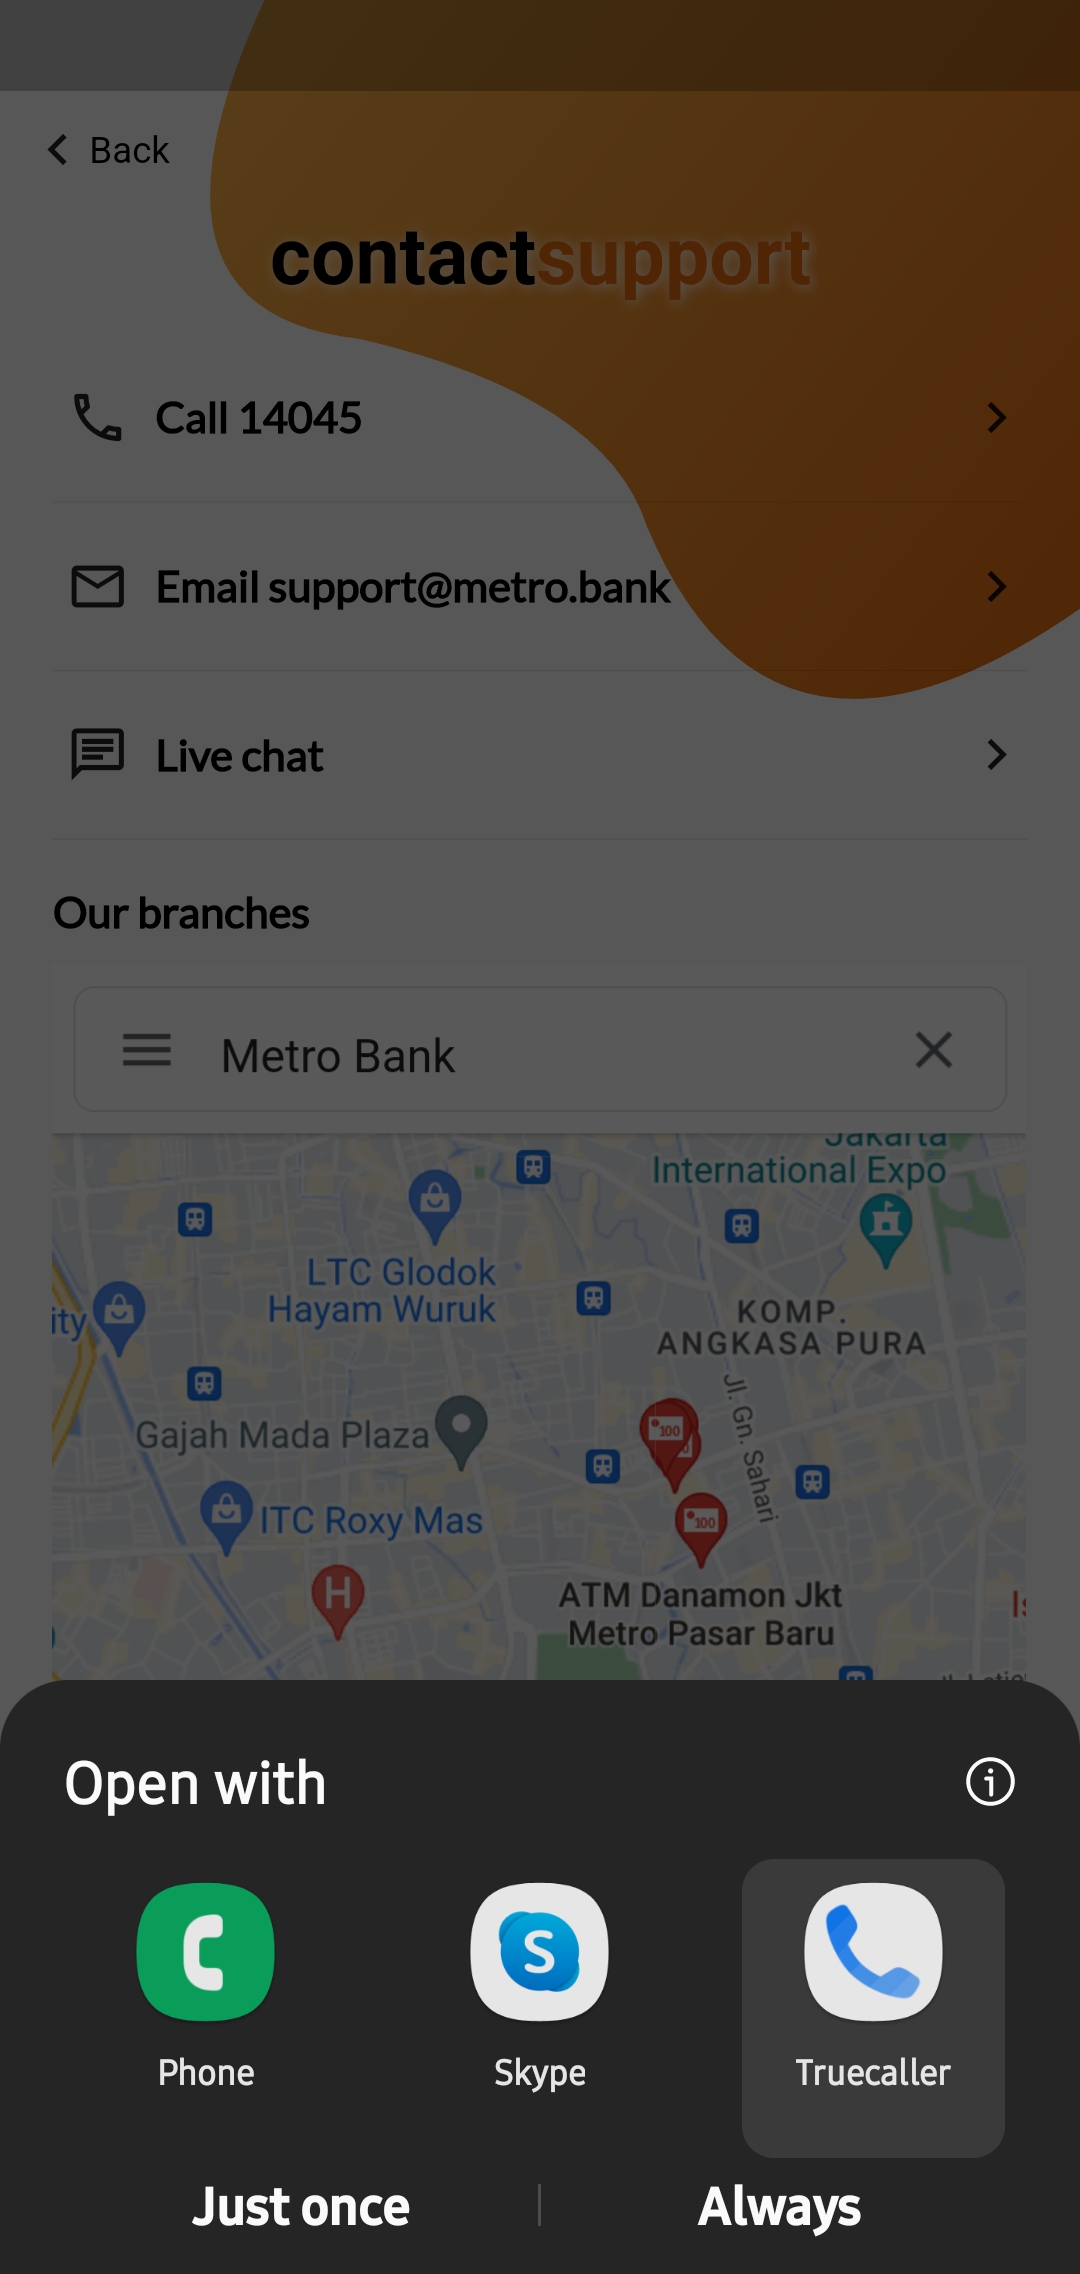 Back
contactsupport
Call 14045
Email support@metro.bank
Live chat
Our branches
Metro Bank
Jakarta
International Expo
LTC Glodok
Hayam Wuruk
ity
KOMP.
ANGKASA PURA
Jl. Gn. Sahari
Gajah Mada Plaza
100
ITC Roxy Mas
100
H
ATM Danamon Jkt
Metro Pasar Baru
Open with
Phone
S
Skype
Truecaller
Just once
Always